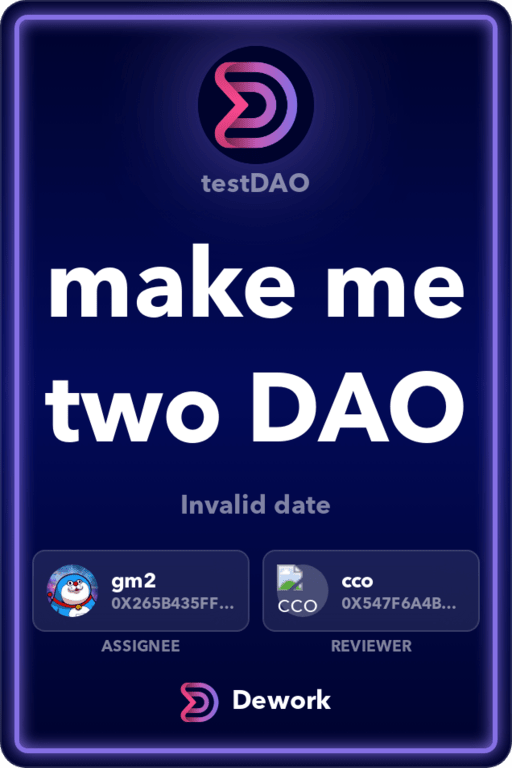 testDAO
make me
two DAO
Invalid date
gm2
0X265B435FF...
ASSIGNEE
cco
CCO
0X547F6A4B...
REVIEWER
Dework